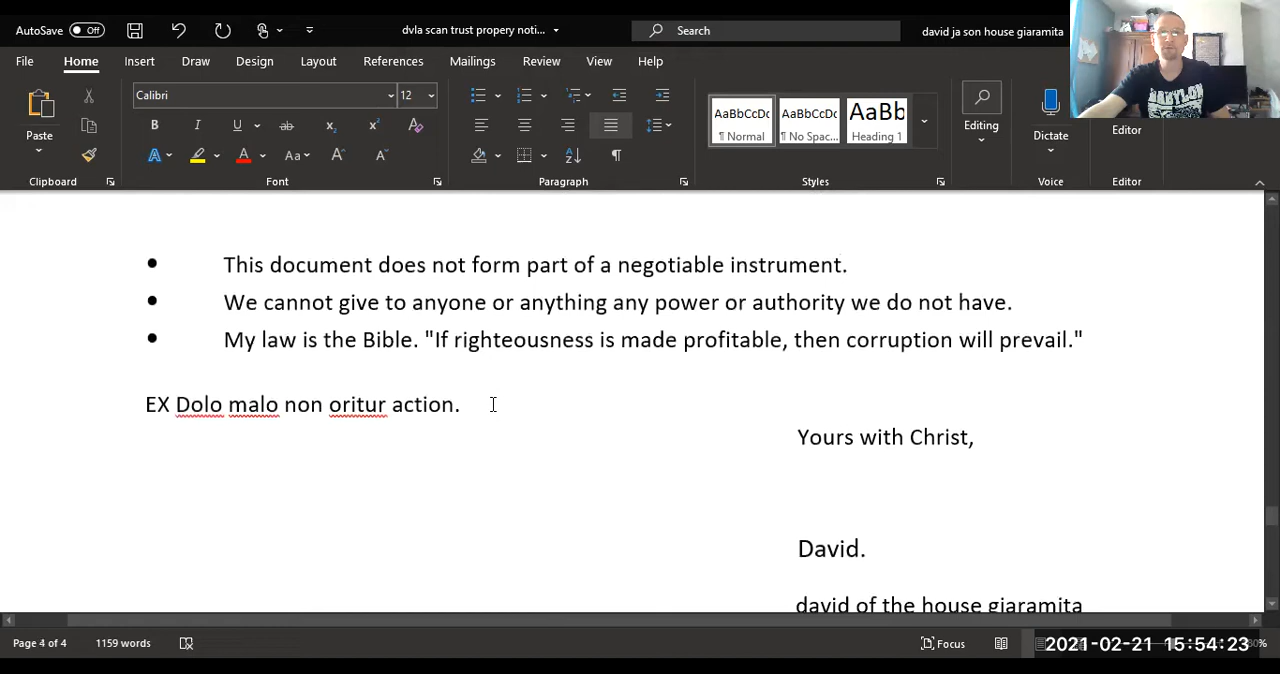 AutoSave Off dvla scan trust propery noti... Search david ja son house giaramita
File Home Insert Draw Design Layout References Mailings Review View Help
Calibri 12
Paste
B I U ab x₂ x² A
A A Aa A A
AaBbCcDc AaBbCcDc AaBb
¶ Normal ¶ No Spac... Heading 1
Editing Dictate Editor
Clipboard Font Paragraph Styles Voice Editor
BABYLON
• This document does not form part of a negotiable instrument.
• We cannot give to anyone or anything any power or authority we do not have.
• My law is the Bible. "If righteousness is made profitable, then corruption will prevail."
EX Dolo malo non oritur action.
Yours with Christ,
David.
david of the house giaramita
Page 4 of 4 1159 words Focus 2021-02-21 15:54:23